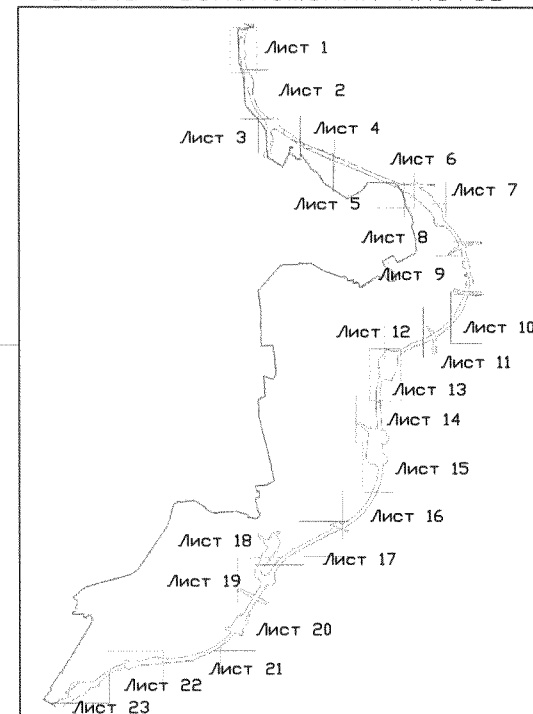 Лист 1
Лист 2
Лист 3
Лист 4
Лист 5
Лист 6
Лист 7
Лист 8
Лист 9
Лист 10
Лист 11
Лист 12
Лист 13
Лист 14
Лист 15
Лист 16
Лист 17
Лист 18
Лист 19
Лист 20
Лист 21
Лист 22
Лист 23